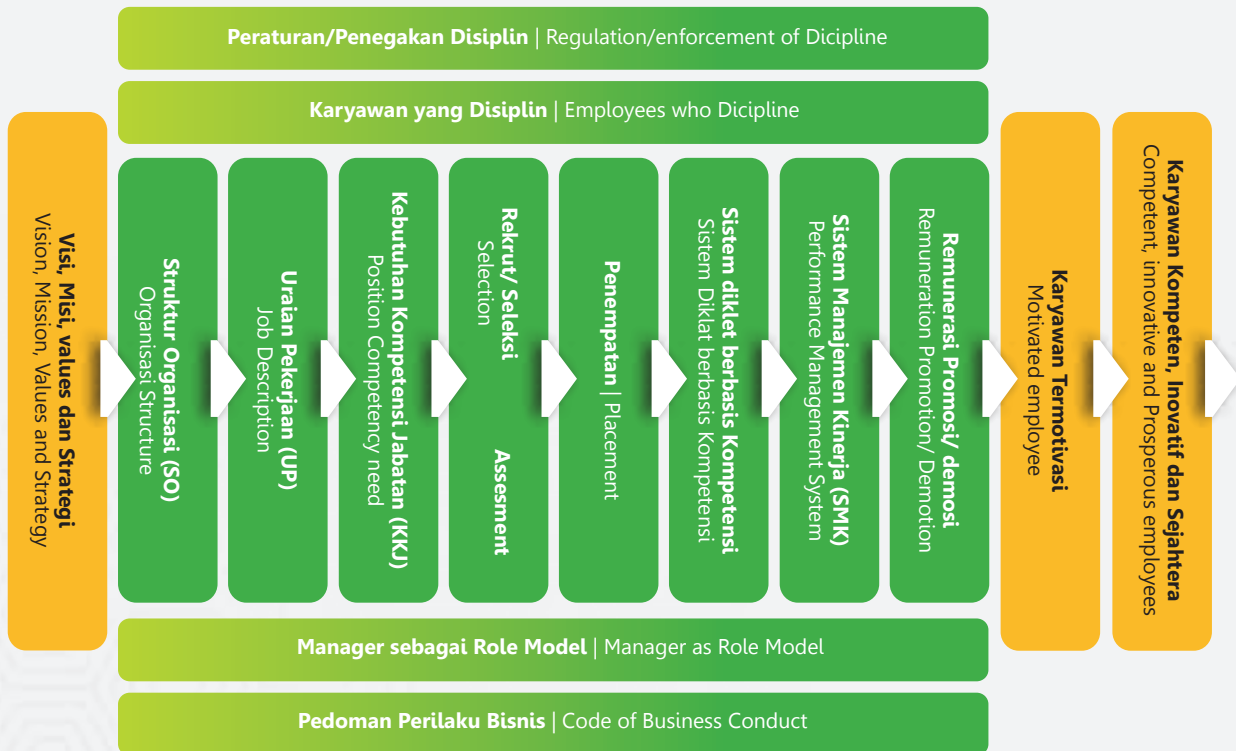 Peraturan/Penegakan Disiplin | Regulation/enforcement of Dicipline
Karyawan yang Disiplin | Employees who Dicipline
Visi, Misi, values dan Strategi
Vision, Mission, Values and Strategy
Struktur Organisasi (SO)
Organisasi Structure
Uraian Pekerjaan (UP)
Job Description
Kebutuhan Kompetensi Jabatan (KKJ)
Position Competency need
Rekrut/ Seleksi
Selection
Assesment
Penempatan | Placement
Sistem diklet berbasis Kompetensi
Sistem Diklat berbasis Kompetensi
Sistem Manajemen Kinerja (SMK)
Performance Management System
Remunerasi Promosi/ demosi
Remuneration Promotion/ Demotion
Karyawan Termotivasi
Motivated employee
Karyawan Kompeten, Inovatif dan Sejahtera
Competent, innovative and Prosperous employees
Manager sebagai Role Model | Manager as Role Model
Pedoman Perilaku Bisnis | Code of Business Conduct